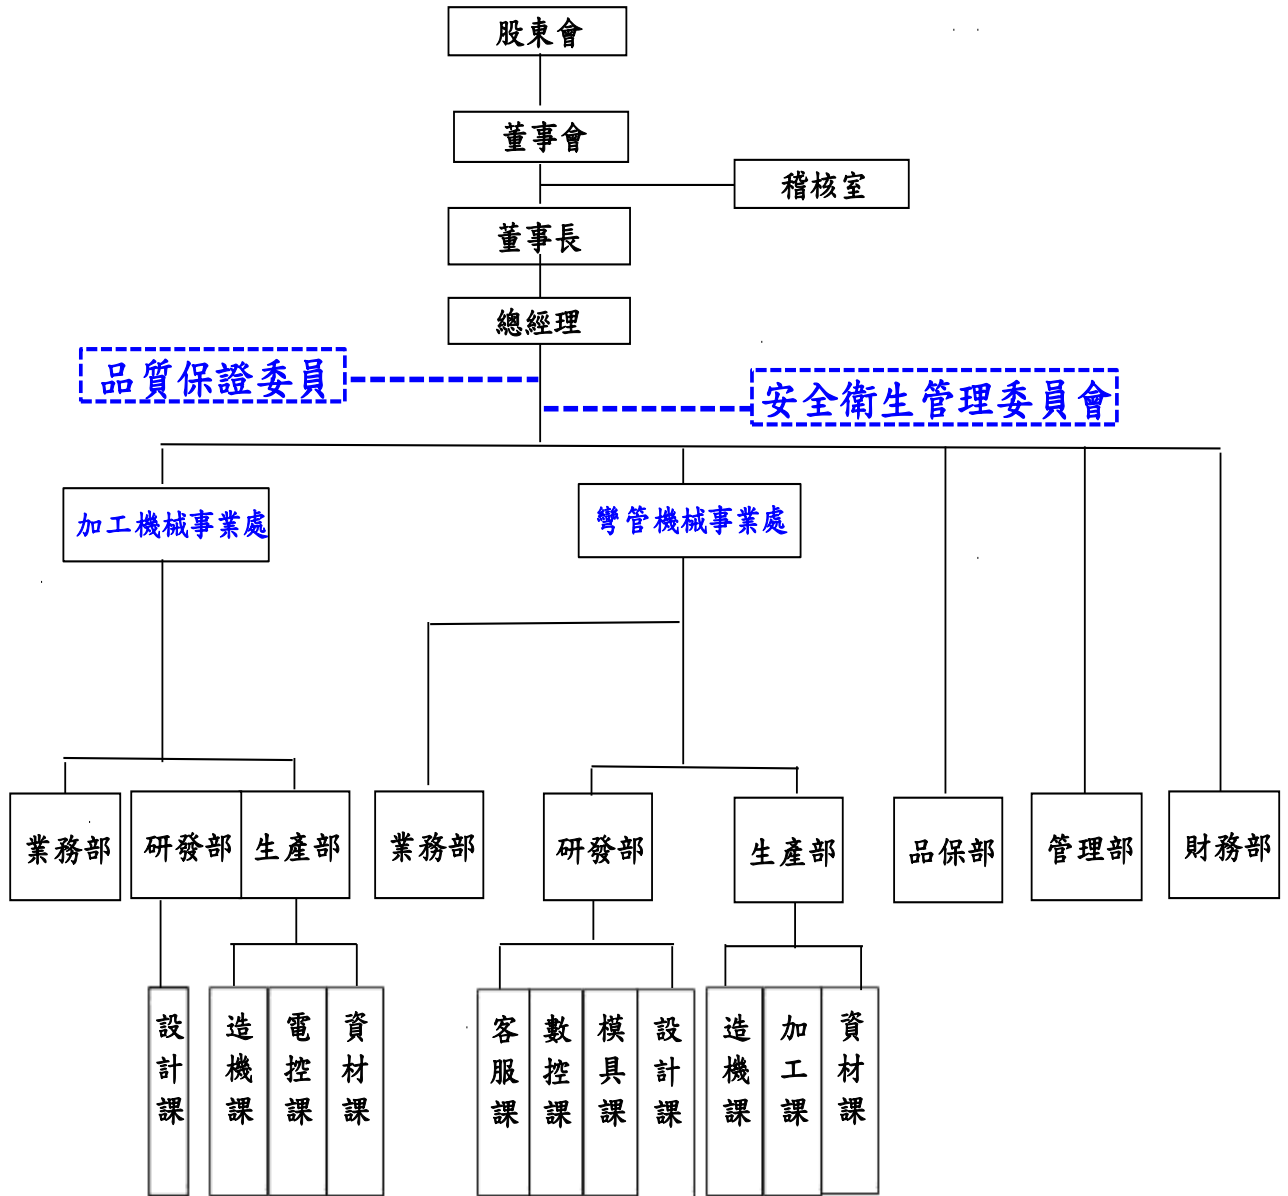 股東會
董事會
稽核室
董事長
總經理
品質保證委員
安全衛生管理委員會
加工機械事業處
彎管機械事業處
業務部
研發部
生產部
業務部
研發部
生產部
品保部
管理部
財務部
設計課
造機課
電控課
資材課
客服課
數控課
模具課
設計課
造機課
加工課
資材課